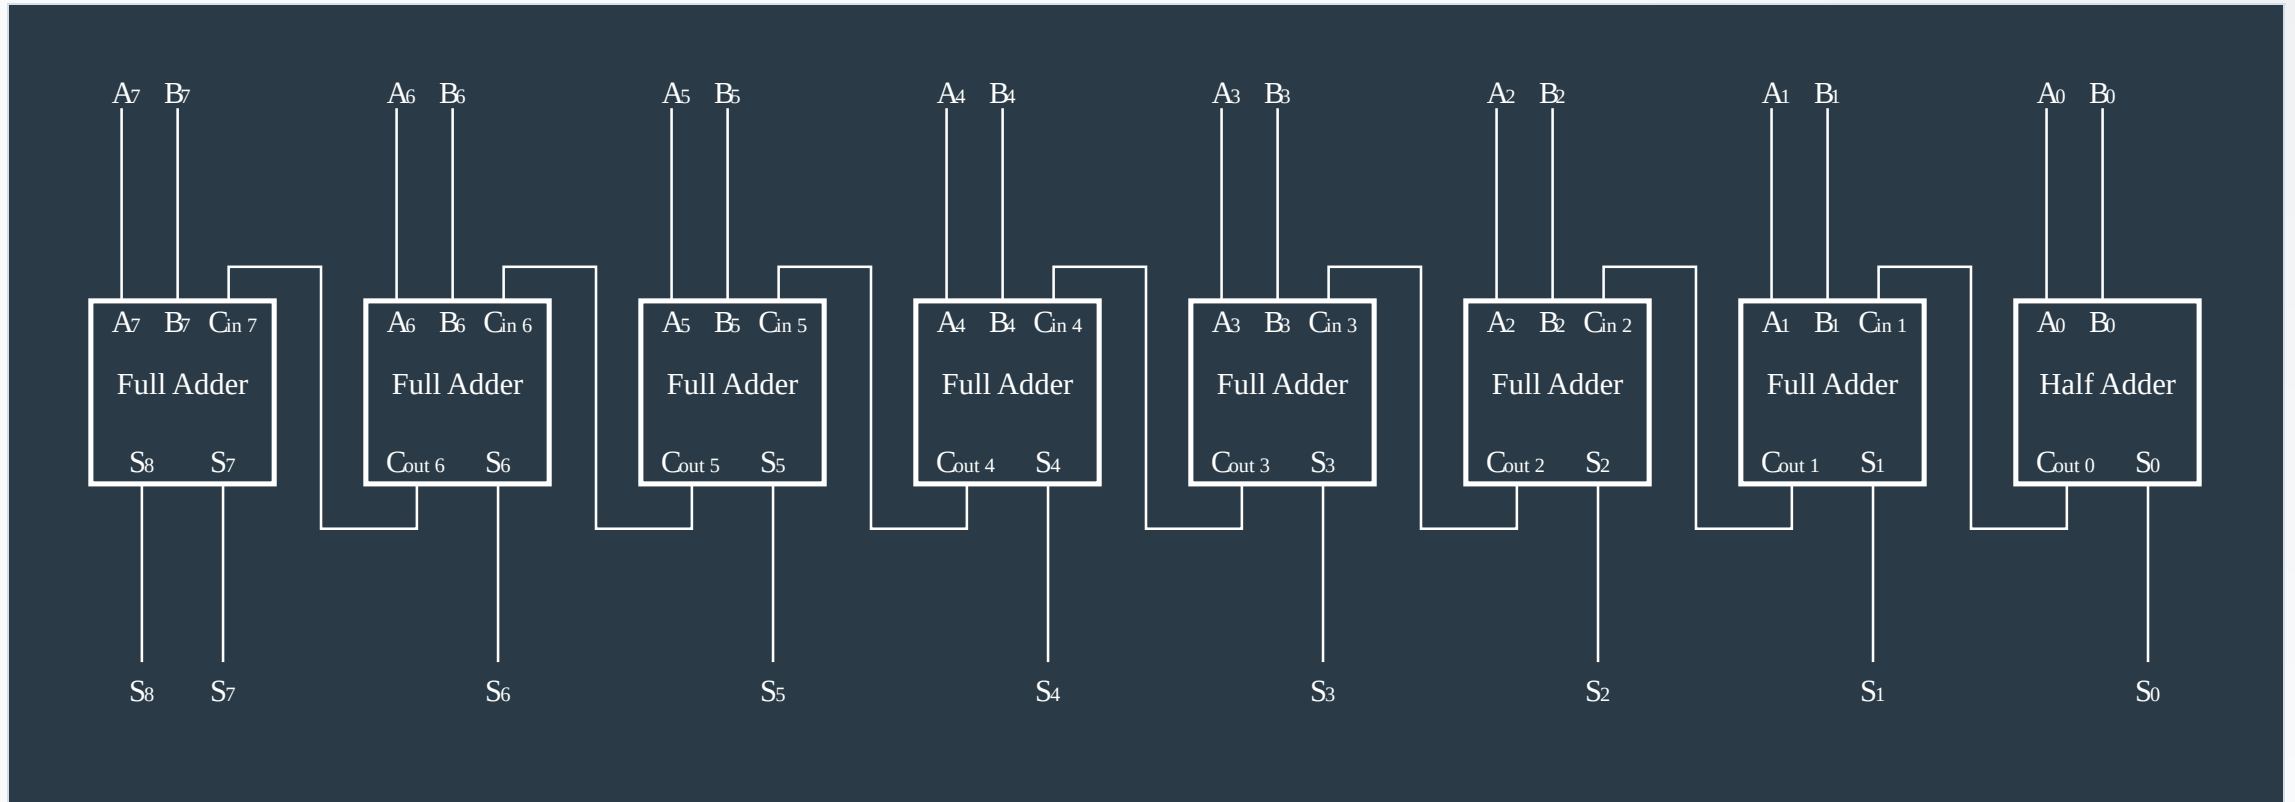 A7 B7 A6 B6 A5 B5 A4 B4 A3 B3 A2 B2 A1 B1 A0 B0
A7 B7 Cin 7 A6 B6 Cin 6 A5 B5 Cin 5 A4 B4 Cin 4 A3 B3 Cin 3 A2 B2 Cin 2 A1 B1 Cin 1 A0 B0
Full Adder Full Adder Full Adder Full Adder Full Adder Full Adder Full Adder Half Adder
S8 S7 Cout 6 S6 Cout 5 S5 Cout 4 S4 Cout 3 S3 Cout 2 S2 Cout 1 S1 Cout 0 S0
S8 S7 S6 S5 S4 S3 S2 S1 S0